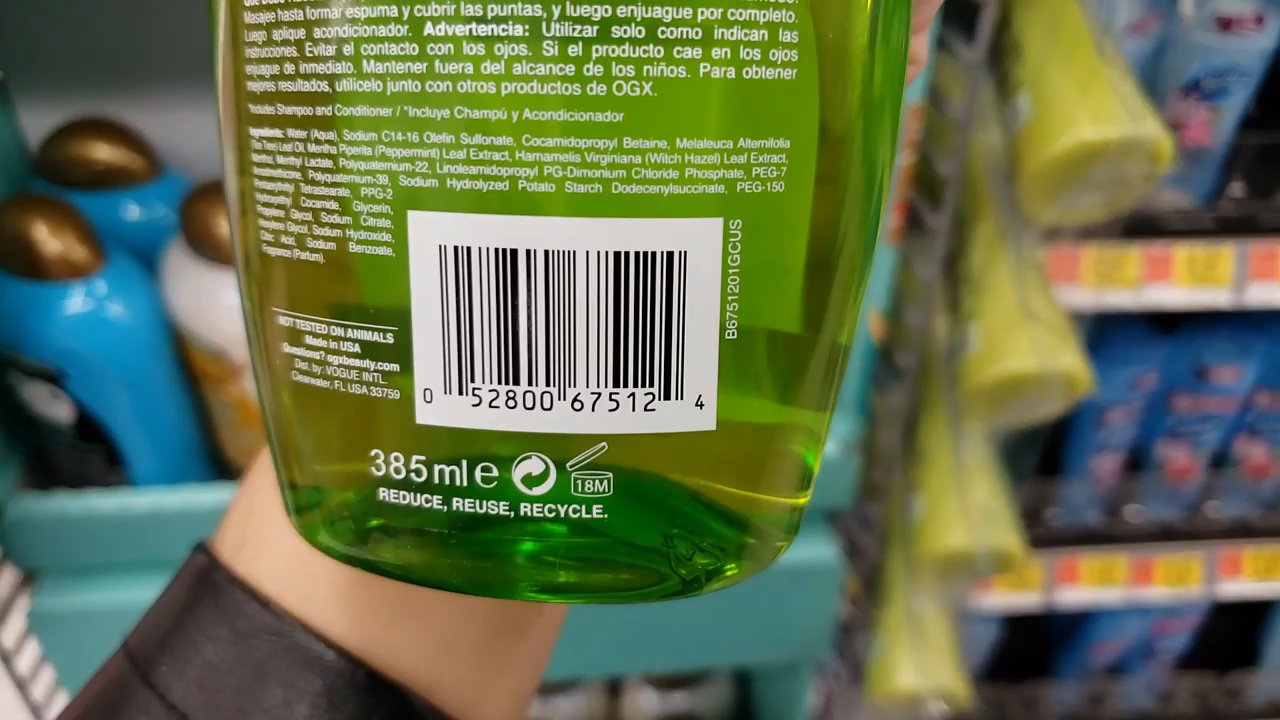 Masajee hasta formar espuma y cubrir las puntas, y luego enjuague por completo.
Luego aplique acondicionador. Advertencia: Utilizar solo como indican las
instrucciones. Evitar el contacto con los ojos. Si el producto cae en los ojos
enjuague de inmediato. Mantener fuera del alcance de los niños. Para obtener
mejores resultados, utilícelo junto con otros productos de OGX.
*Includes Shampoo and Conditioner / *Incluye Champú y Acondicionador
Ingredients: Water (Aqua), Sodium C14-16 Olefin Sulfonate, Cocamidopropyl Betaine, Melaleuca Alternifolia
(Tea Tree) Leaf Oil, Mentha Piperita (Peppermint) Leaf Extract, Hamamelis Virginiana (Witch Hazel) Leaf Extract,
Menthol, Menthyl Lactate, Polyquaternium-22, Linoleamidopropyl PG-Dimonium Chloride Phosphate, PEG-7
Amodimethicone, Polyquaternium-39, Sodium Hydrolyzed Potato Starch Dodecenylsuccinate, PEG-150
Pentaerythrityl Tetrastearate, PPG-2
Hydroxyethyl Cocamide, Glycerin,
Propylene Glycol, Sodium Citrate,
Propylene Glycol, Sodium Hydroxide,
Citric Acid, Sodium Benzoate,
Fragrance (Parfum).
NOT TESTED ON ANIMALS
Made in USA
Questions? ogxbeauty.com
Dist. by: VOGUE INTL.
Clearwater, FL USA 33759
0 52800 67512 4
B6751201GCUS
385 ml e
18M
REDUCE, REUSE, RECYCLE.